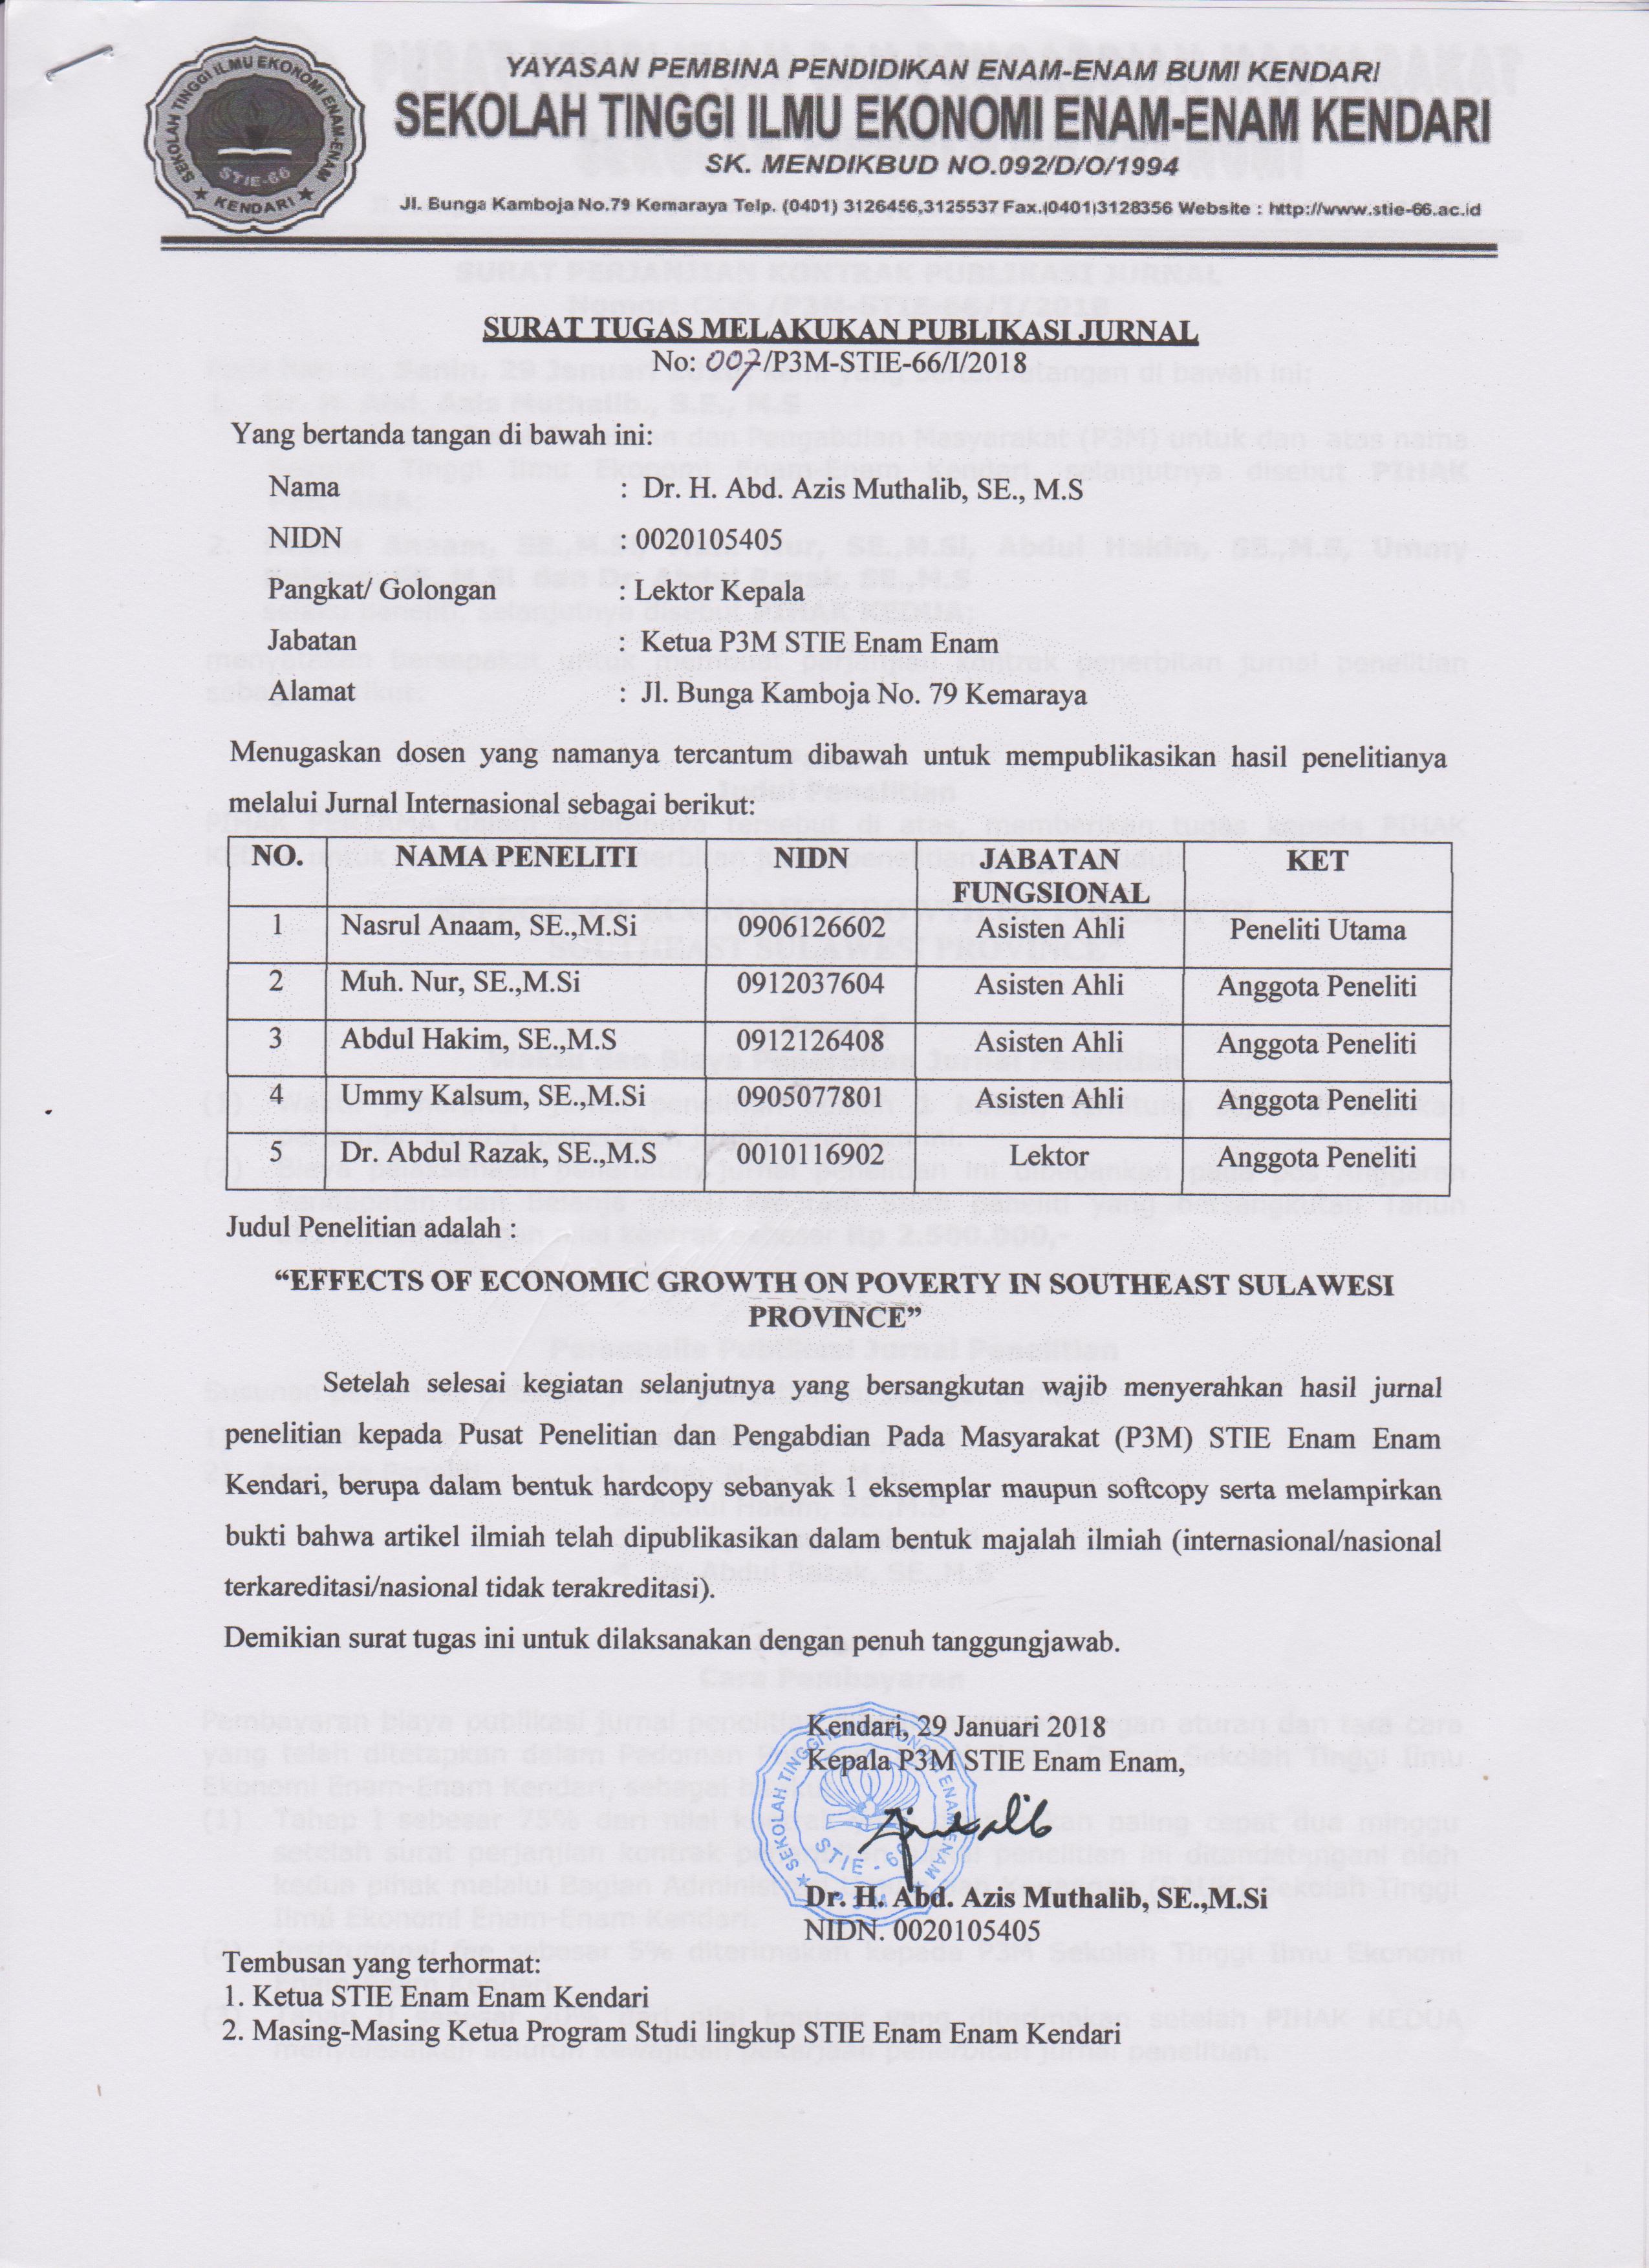 YAYASAN PEMBINA PENDIDIKAN ENAM-ENAM BUMI KENDARI
SEKOLAH TINGGI ILMU EKONOMI ENAM-ENAM KENDARI
SK. MENDIKBUD NO.092/D/O/1994
Jl. Bunga Kamboja No.79 Kemaraya Telp. (0401) 3126456,3125537 Fax.(0401)3128356 Website : http://www.stie-66.ac.id
SEKOLAH TINGGI ILMU EKONOMI ENAM-ENAM
STIE-66
KENDARI
SURAT TUGAS MELAKUKAN PUBLIKASI JURNAL
No: 007/P3M-STIE-66/I/2018
Yang bertanda tangan di bawah ini:
Nama : Dr. H. Abd. Azis Muthalib, SE., M.S
NIDN : 0020105405
Pangkat/ Golongan : Lektor Kepala
Jabatan : Ketua P3M STIE Enam Enam
Alamat : Jl. Bunga Kamboja No. 79 Kemaraya
Menugaskan dosen yang namanya tercantum dibawah untuk mempublikasikan hasil penelitianya
melalui Jurnal Internasional sebagai berikut:
NO. NAMA PENELITI NIDN JABATAN FUNGSIONAL KET
1 Nasrul Anaam, SE.,M.Si 0906126602 Asisten Ahli Peneliti Utama
2 Muh. Nur, SE.,M.Si 0912037604 Asisten Ahli Anggota Peneliti
3 Abdul Hakim, SE.,M.S 0912126408 Asisten Ahli Anggota Peneliti
4 Ummy Kalsum, SE.,M.Si 0905077801 Asisten Ahli Anggota Peneliti
5 Dr. Abdul Razak, SE.,M.S 0010116902 Lektor Anggota Peneliti
Judul Penelitian adalah :
“EFFECTS OF ECONOMIC GROWTH ON POVERTY IN SOUTHEAST SULAWESI
PROVINCE”
Setelah selesai kegiatan selanjutnya yang bersangkutan wajib menyerahkan hasil jurnal
penelitian kepada Pusat Penelitian dan Pengabdian Pada Masyarakat (P3M) STIE Enam Enam
Kendari, berupa dalam bentuk hardcopy sebanyak 1 eksemplar maupun softcopy serta melampirkan
bukti bahwa artikel ilmiah telah dipublikasikan dalam bentuk majalah ilmiah (internasional/nasional
terkareditasi/nasional tidak terakreditasi).
Demikian surat tugas ini untuk dilaksanakan dengan penuh tanggungjawab.
Kendari, 29 Januari 2018
Kepala P3M STIE Enam Enam,
SEKOLAH TINGGI ILMU EKONOMI ENAM-ENAM
STIE - 66
P3M
Dr. H. Abd. Azis Muthalib, SE.,M.Si
NIDN. 0020105405
Tembusan yang terhormat:
1. Ketua STIE Enam Enam Kendari
2. Masing-Masing Ketua Program Studi lingkup STIE Enam Enam Kendari